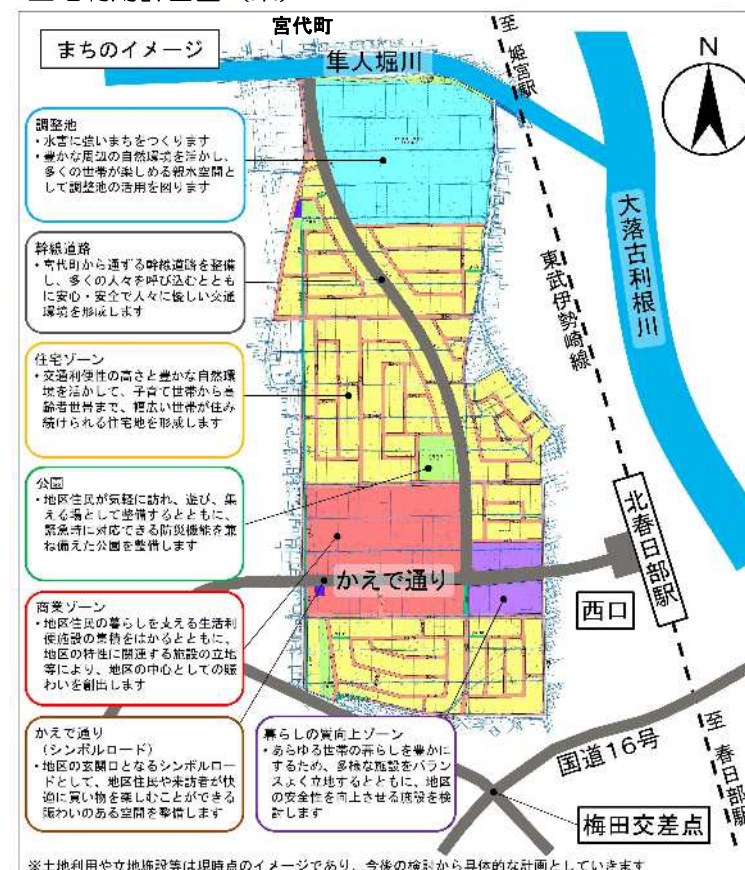 宮代町
まちのイメージ
隼人堀川
至
姫宮駅
N
大落古利根川
東武伊勢崎線
調整池
・水害に強いまちをつくります
・豊かな周辺の自然環境を活かし、
多くの世帯が楽しめる親水空間と
して調整池の活用を図ります
幹線道路
・宮代町から通ずる幹線道路を整備
し、多くの人々を呼び込むととも
に安心・安全で人々に優しい交通
環境を形成します
住宅ゾーン
・交通利便性の高さと豊かな自然環
境を活かして、子育て世帯から高
齢者世帯まで、幅広い世帯が住み
続けられる住宅地を形成します
公園
・地区住民が気軽に訪れ、遊び、集
える場として整備するとともに、
緊急時に対応できる防災機能を兼
ね備えた公園を整備します
商業ゾーン
・地区住民の暮らしを支える生活利
便施設の集積をはかるとともに、
地区の特性に関連する施設の立地
等により、地区の中心としての賑
わいを創出します
かえで通り
(シンボルロード)
・地区の玄関口となるシンボルロー
ドとして、地区住民や来訪者が快
適に買い物を楽しむことができる
賑わいのある空間を整備します
暮らしの質向上ゾーン
・あらゆる世帯の暮らしを豊かに
するため、多様な施設をバランス
よく立地するとともに、地区
の安全性を向上させる施設を検
討します
かえで通り
北春日部駅
西口
国道16号
梅田交差点
至
春日部駅
※土地利用や立地施設等は現時点のイメージであり、今後の検討から具体的な計画としていきます